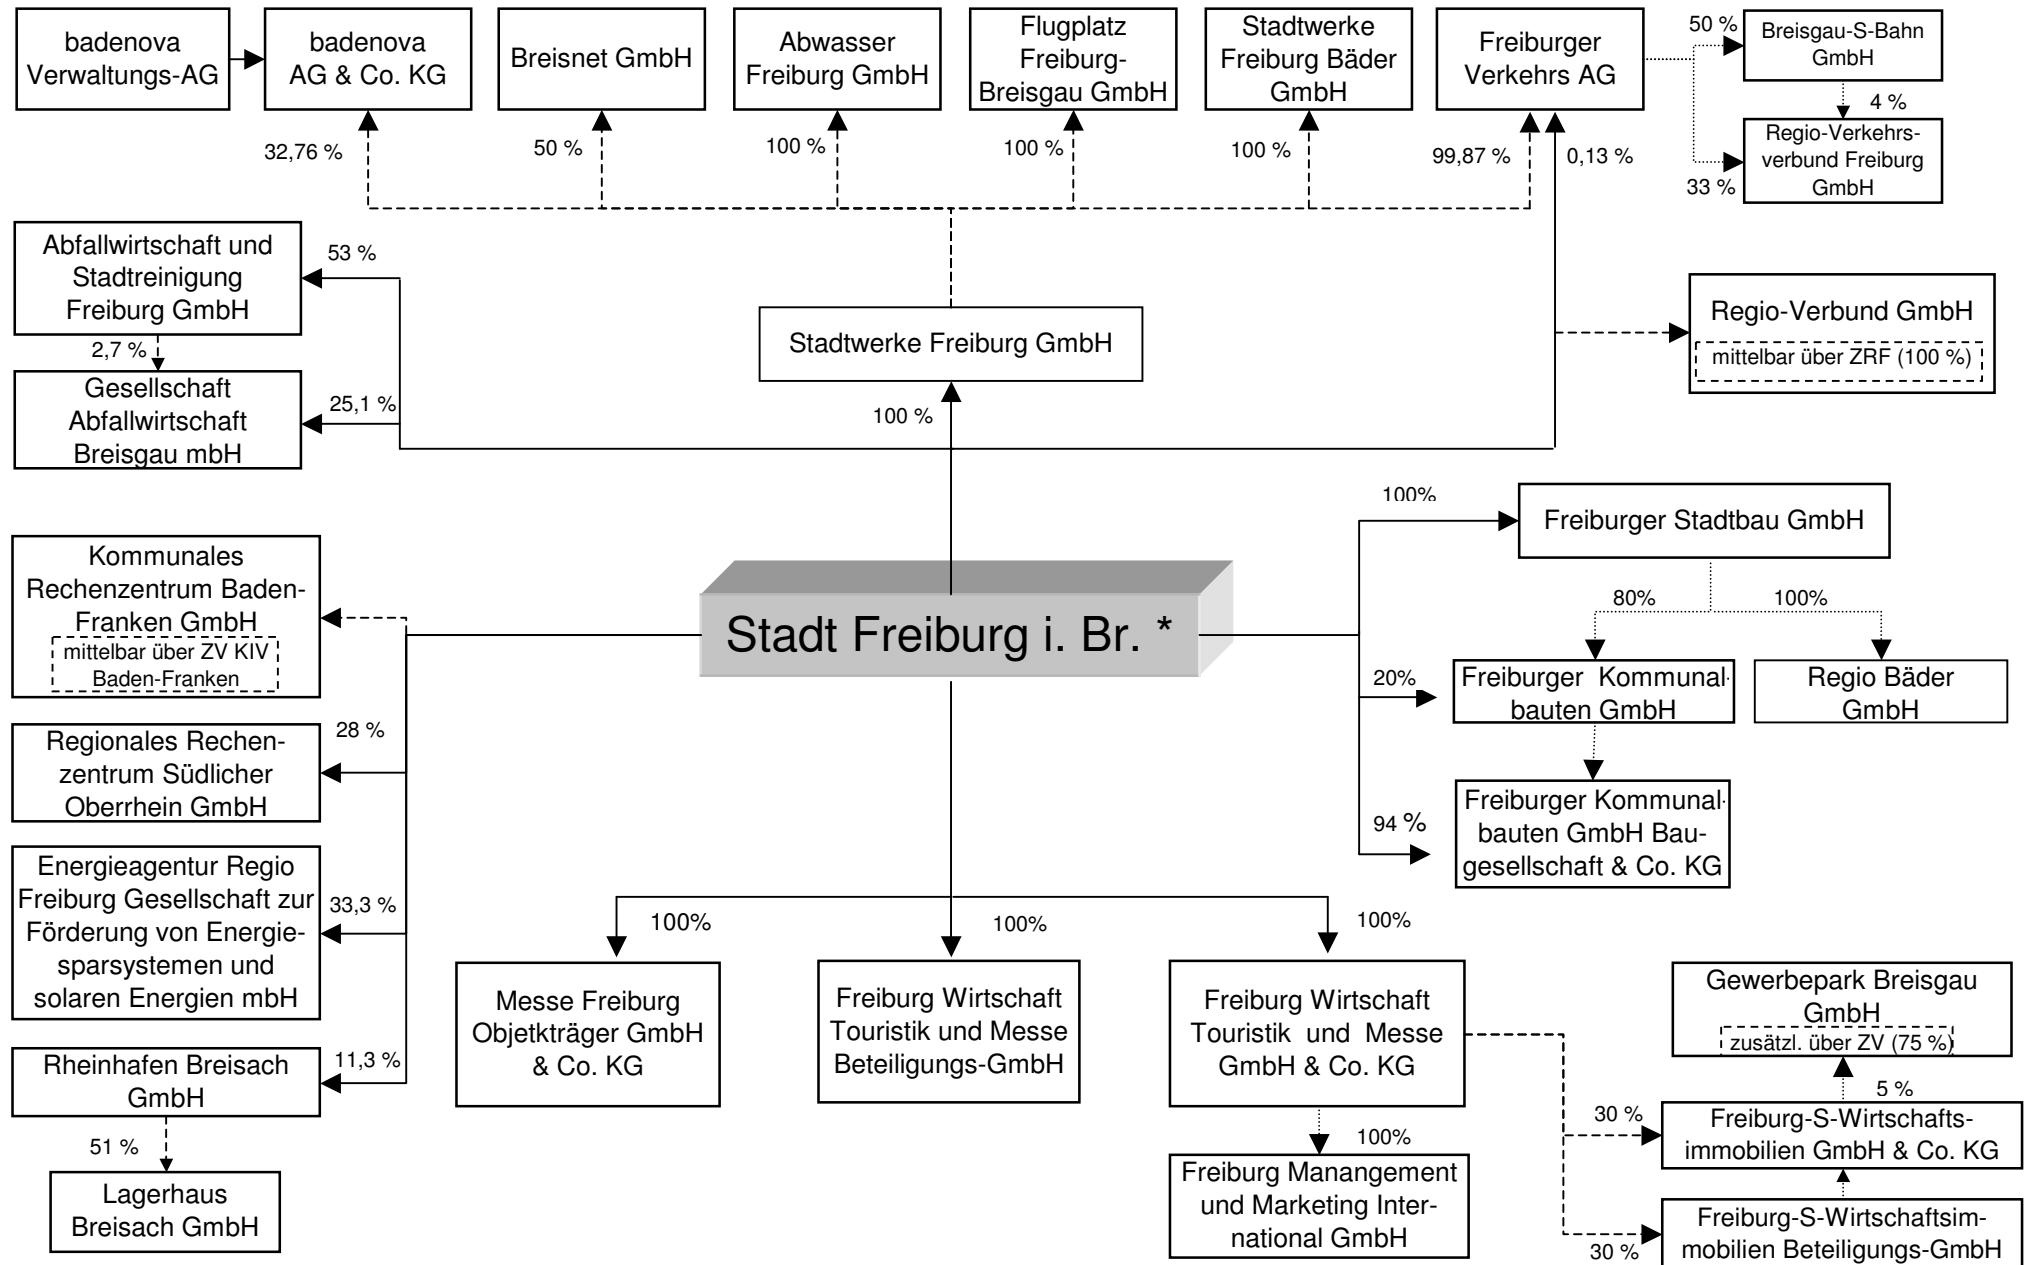 badenova
Verwaltungs-AG
badenova
AG & Co. KG
Breisnet GmbH
Abwasser
Freiburg GmbH
Flugplatz
Freiburg-
Breisgau GmbH
Stadtwerke
Freiburg Bäder
GmbH
Freiburger
Verkehrs AG
50 %
Breisgau-S-Bahn
GmbH
4 %
Regio-Verkehrs-
verbund Freiburg
GmbH
33 %
32,76 %
50 %
100 %
100 %
100 %
99,87 %
0,13 %
Abfallwirtschaft und
Stadtreinigung
Freiburg GmbH
53 %
2,7 %
Gesellschaft
Abfallwirtschaft
Breisgau mbH
25,1 %
Stadtwerke Freiburg GmbH
100 %
Regio-Verbund GmbH
mittelbar über ZRF (100 %)
100%
Freiburger Stadtbau GmbH
80%
100%
20%
Freiburger Kommunal-
bauten GmbH
Regio Bäder
GmbH
94 %
Freiburger Kommunal-
bauten GmbH Bau-
gesellschaft & Co. KG
Stadt Freiburg i. Br. *
Kommunales
Rechenzentrum Baden-
Franken GmbH
mittelbar über ZV KIV
Baden-Franken
28 %
Regionales Rechen-
zentrum Südlicher
Oberrhein GmbH
Energieagentur Regio
Freiburg Gesellschaft zur
Förderung von Energie-
sparsystemen und
solaren Energien mbH
33,3 %
Rheinhafen Breisach
GmbH
11,3 %
51 %
Lagerhaus
Breisach GmbH
100%
100%
100%
Messe Freiburg
Objetkträger GmbH
& Co. KG
Freiburg Wirtschaft
Touristik und Messe
Beteiligungs-GmbH
Freiburg Wirtschaft
Touristik und Messe
GmbH & Co. KG
100%
Freiburg Manangement
und Marketing Inter-
national GmbH
Gewerbepark Breisgau
GmbH
zusätzl. über ZV (75 %)
5 %
30 %
Freiburg-S-Wirtschafts-
immobilien GmbH & Co. KG
30 %
Freiburg-S-Wirtschaftsim-
mobilien Beteiligungs-GmbH